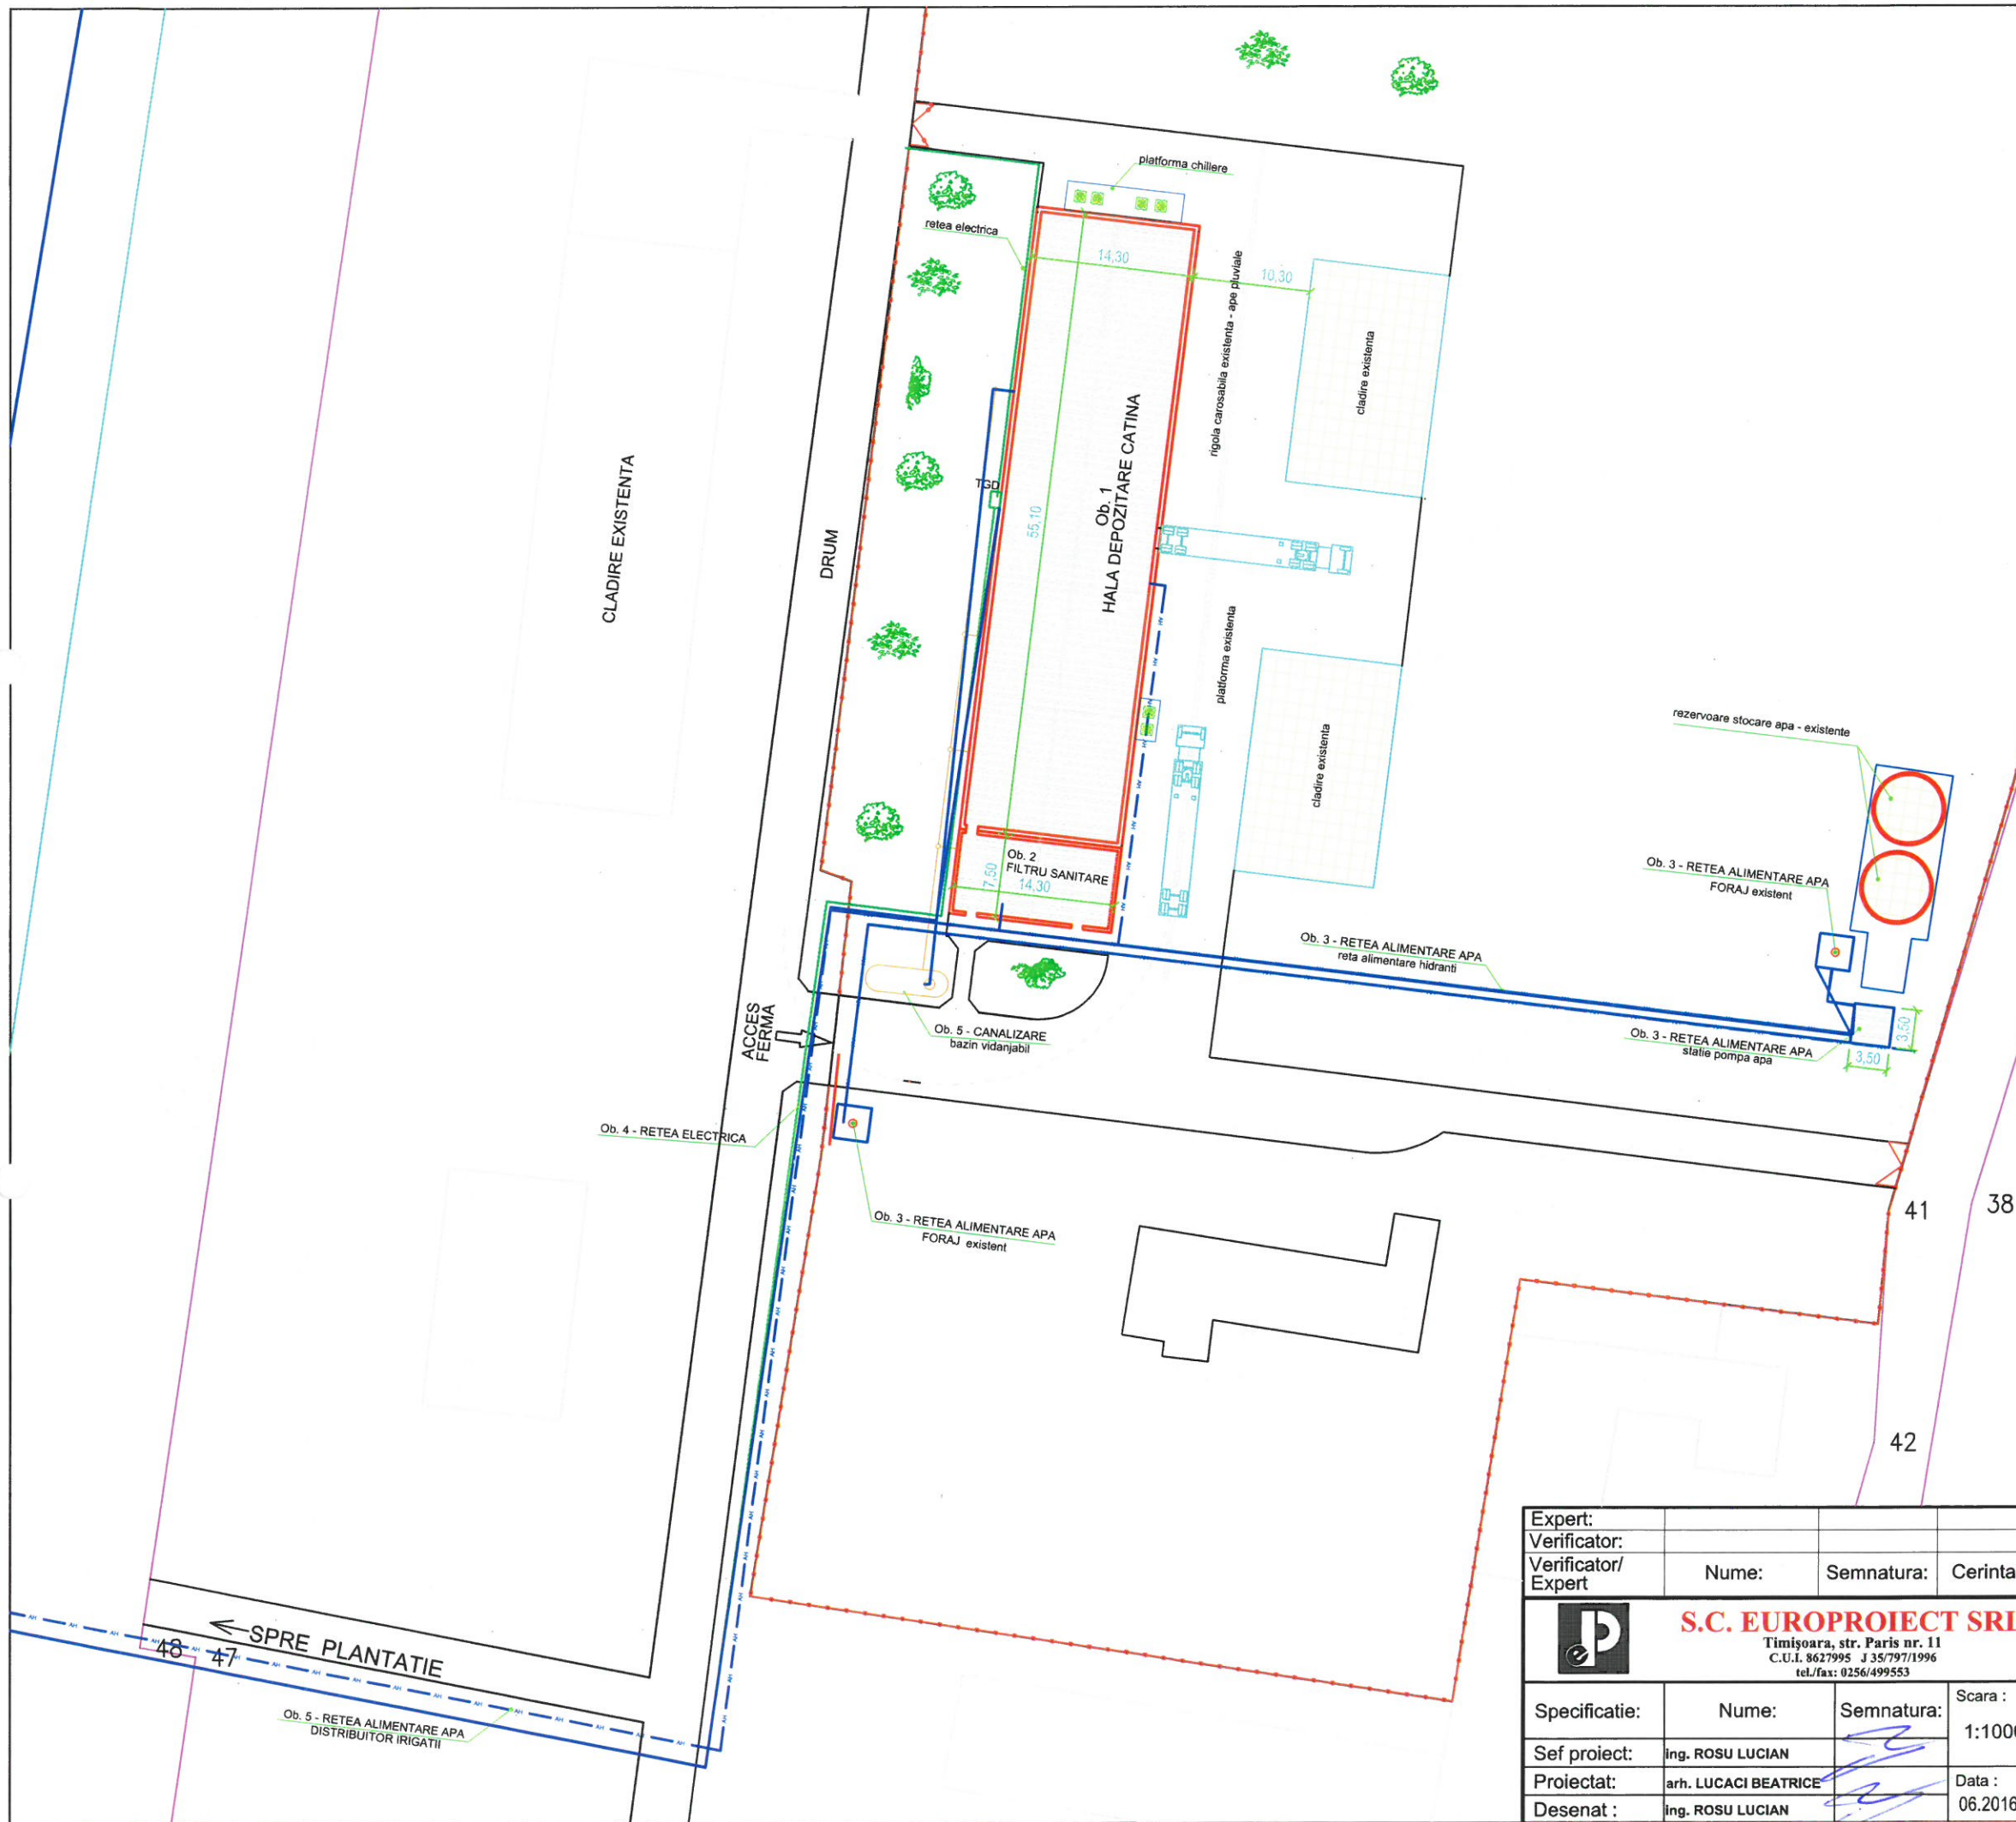 platforma chiliere
retea electrica
14,30
10,30
rigola carosabila existenta - ape pluviale
cladire existenta
CLADIRE EXISTENTA
DRUM
TGD
55,10
Ob. 1
HALA DEPOZITARE CATINA
platforma existenta
cladire existenta
rezervoare stocare apa - existente
Ob. 3 - RETEA ALIMENTARE APA
FORAJ existent
Ob. 2
FILTRU SANITARE
7,50
14,30
Ob. 3 - RETEA ALIMENTARE APA
reta alimentare hidranti
Ob. 5 - CANALIZARE
bazin vidanjabil
ACCES
FERMA
Ob. 3 - RETEA ALIMENTARE APA
statie pompa apa
3,50
3,50
Ob. 4 - RETEA ELECTRICA
Ob. 3 - RETEA ALIMENTARE APA
FORAJ existent
41
38
42
SPRE PLANTATIE
48
47
Ob. 5 - RETEA ALIMENTARE APA
DISTRIBUITOR IRIGATII
Expert:
Verificator:
Verificator/
Expert
Nume:
Semnatura:
Cerinta
eP
S.C. EUROPROIECT SRL
Timişoara, str. Paris nr. 11
C.U.I. 8627995 J 35/797/1996
tel./fax: 0256/499553
Specificatie:
Nume:
Semnatura:
Scara :
1:1000
Sef proiect:
ing. ROSU LUCIAN
Proiectat:
arh. LUCACI BEATRICE
Data :
06.2016
Desenat :
ing. ROSU LUCIAN